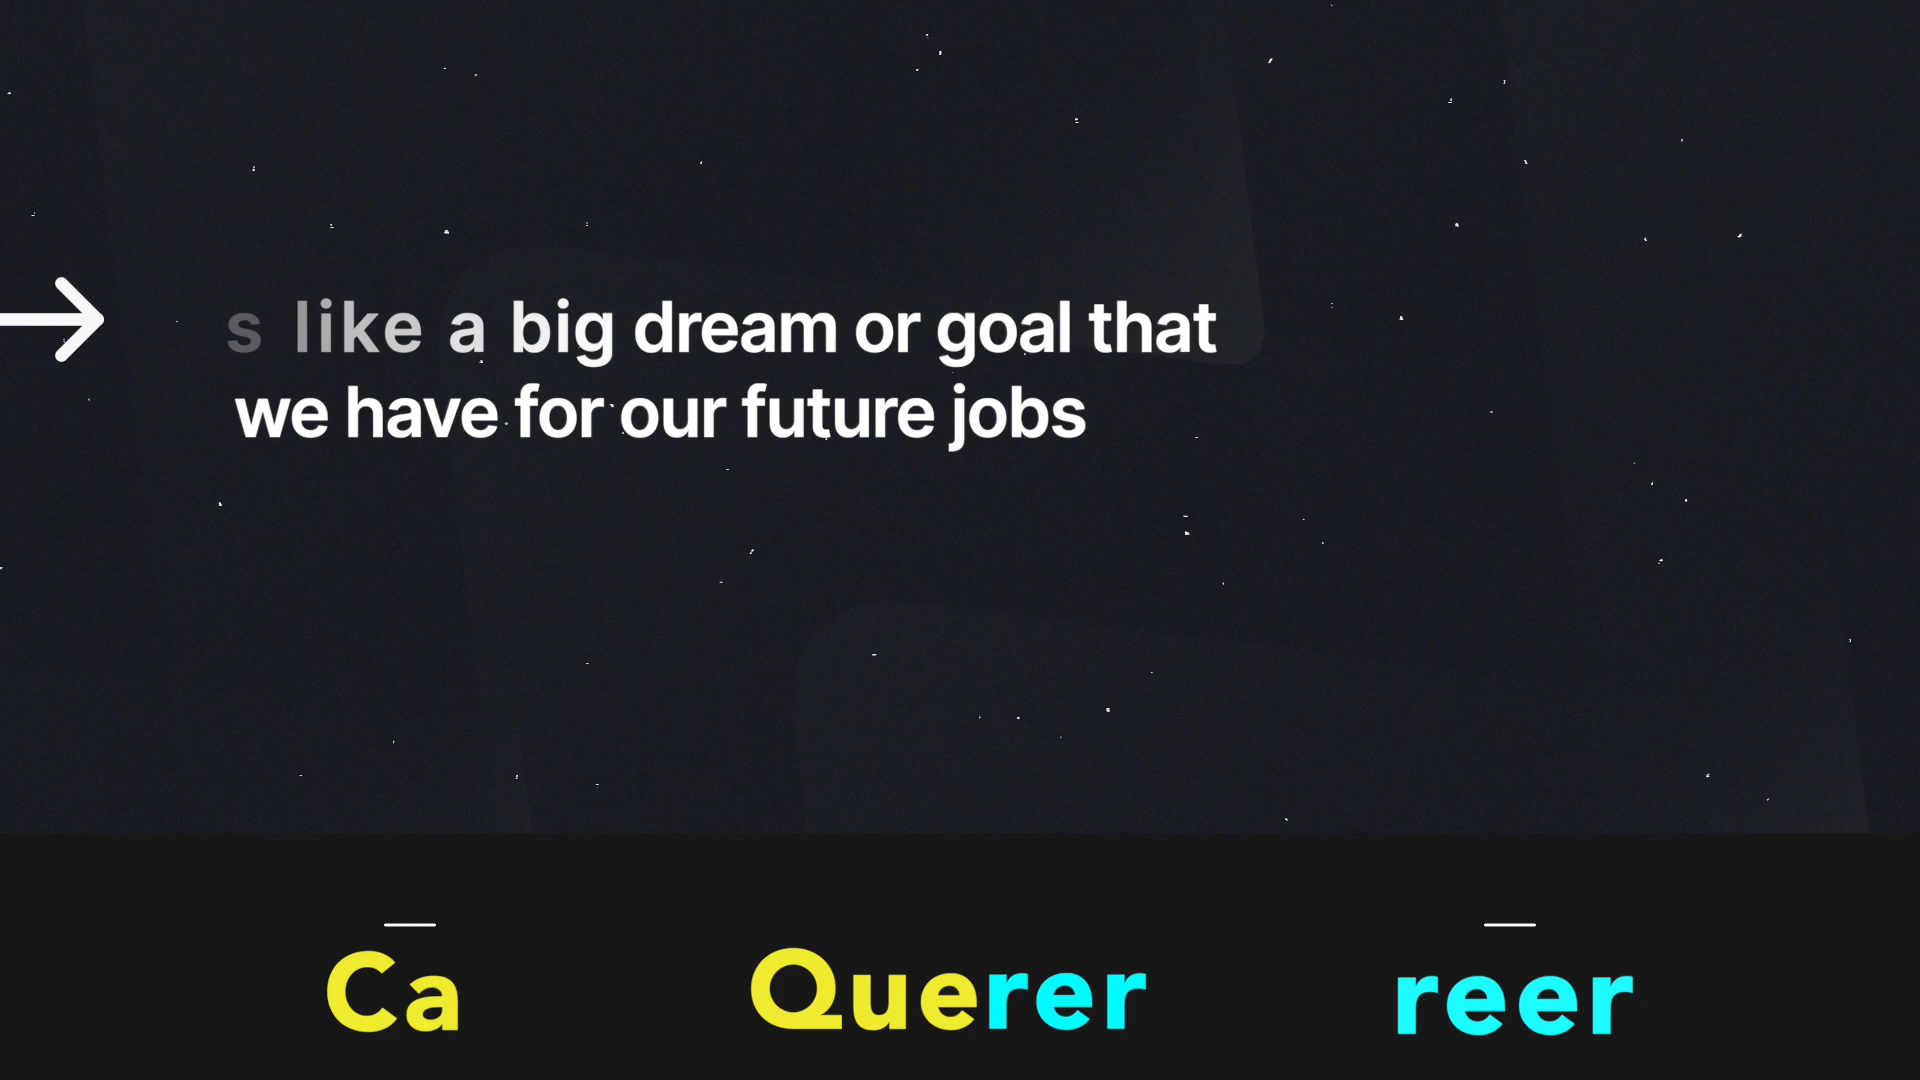 s like a big dream or goal that
we have for our future jobs
Ca Querer reer